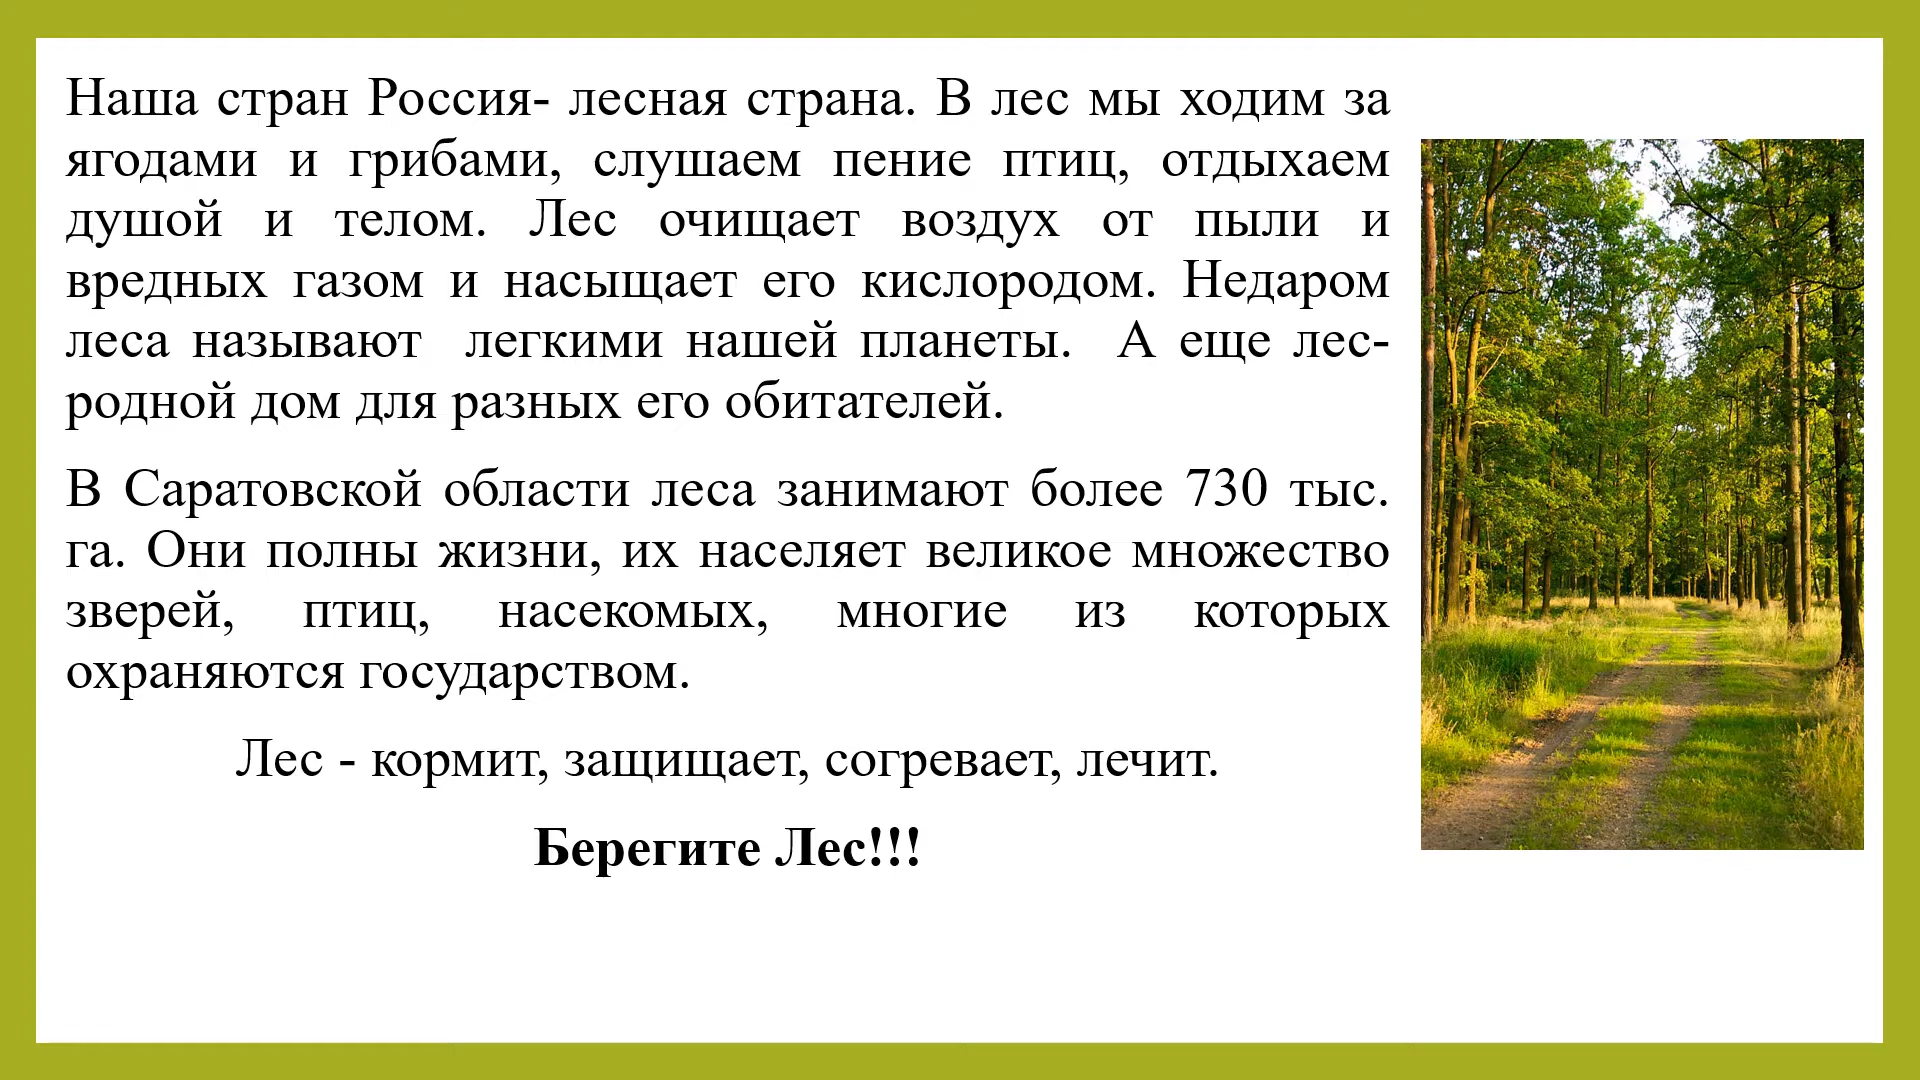 Наша стран Россия- лесная страна. В лес мы ходим за
ягодами и грибами, слушаем пение птиц, отдыхаем
душой и телом. Лес очищает воздух от пыли и
вредных газом и насыщает его кислородом. Недаром
леса называют  легкими нашей планеты.  А еще лес-
родной дом для разных его обитателей.
В Саратовской области леса занимают более 730 тыс.
га. Они полны жизни, их населяет великое множество
зверей, птиц, насекомых, многие из которых
охраняются государством.
Лес - кормит, защищает, согревает, лечит.
Берегите Лес!!!